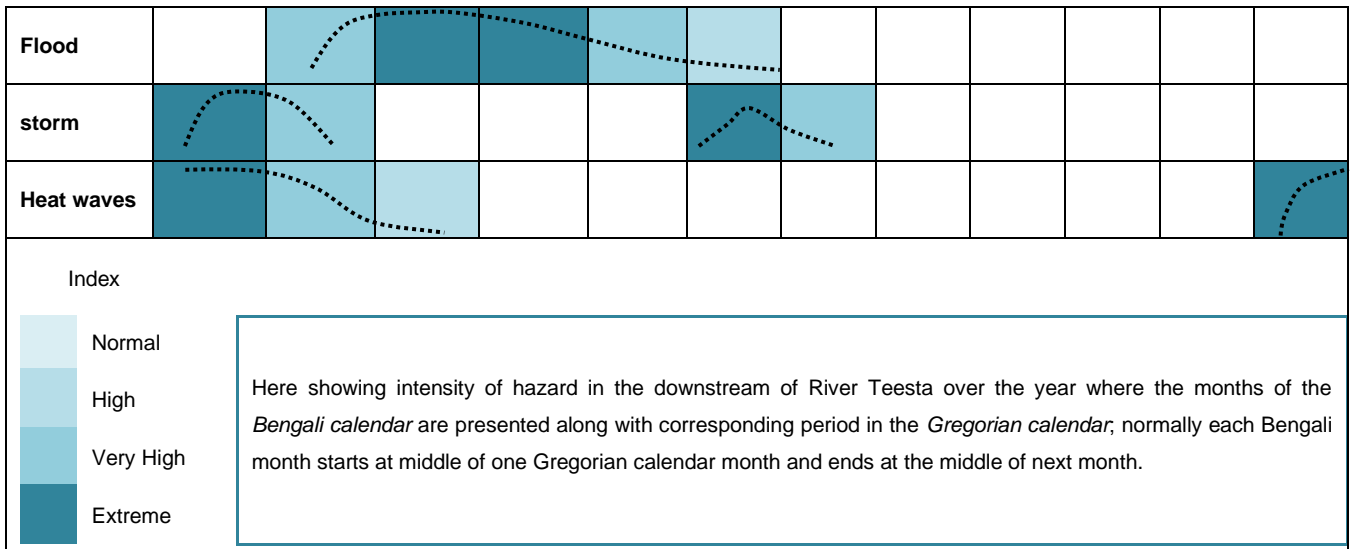 Flood
storm
Heat waves
Index
Normal
High
Very High
Extreme
Here showing intensity of hazard in the downstream of River Teesta over the year where the months of the
Bengali calendar are presented along with corresponding period in the Gregorian calendar; normally each Bengali
month starts at middle of one Gregorian calendar month and ends at the middle of next month.